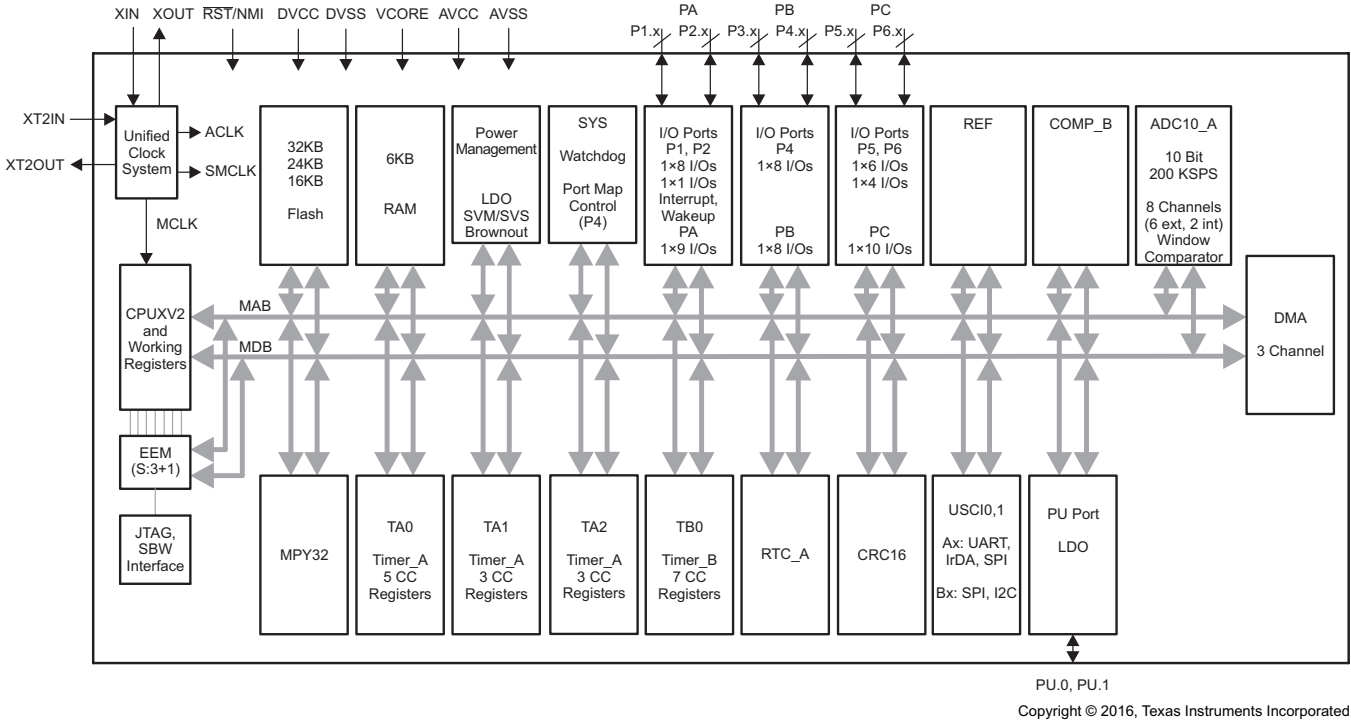 XIN XOUT RST/NMI DVCC DVSS VCORE AVCC AVSS
PA PB PC
P1.x P2.x P3.x P4.x P5.x P6.x
XT2IN
XT2OUT
Unified
Clock
System
ACLK
SMCLK
MCLK
32KB
24KB
16KB
Flash
6KB
RAM
Power
Management
LDO
SVM/SVS
Brownout
SYS
Watchdog
Port Map
Control
(P4)
I/O Ports
P1, P2
1×8 I/Os
1×1 I/Os
Interrupt,
Wakeup
PA
1×9 I/Os
I/O Ports
P4
1×8 I/Os
PB
1×8 I/Os
I/O Ports
P5, P6
1×6 I/Os
1×4 I/Os
PC
1×10 I/Os
REF
COMP_B
ADC10_A
10 Bit
200 KSPS
8 Channels
(6 ext, 2 int)
Window
Comparator
CPUXV2
and
Working
Registers
MAB
MDB
DMA
3 Channel
EEM
(S:3+1)
JTAG,
SBW
Interface
MPY32
TA0
Timer_A
5 CC
Registers
TA1
Timer_A
3 CC
Registers
TA2
Timer_A
3 CC
Registers
TB0
Timer_B
7 CC
Registers
RTC_A
CRC16
USCI0,1
Ax: UART,
IrDA, SPI
Bx: SPI, I2C
PU Port
LDO
PU.0, PU.1
Copyright © 2016, Texas Instruments Incorporated